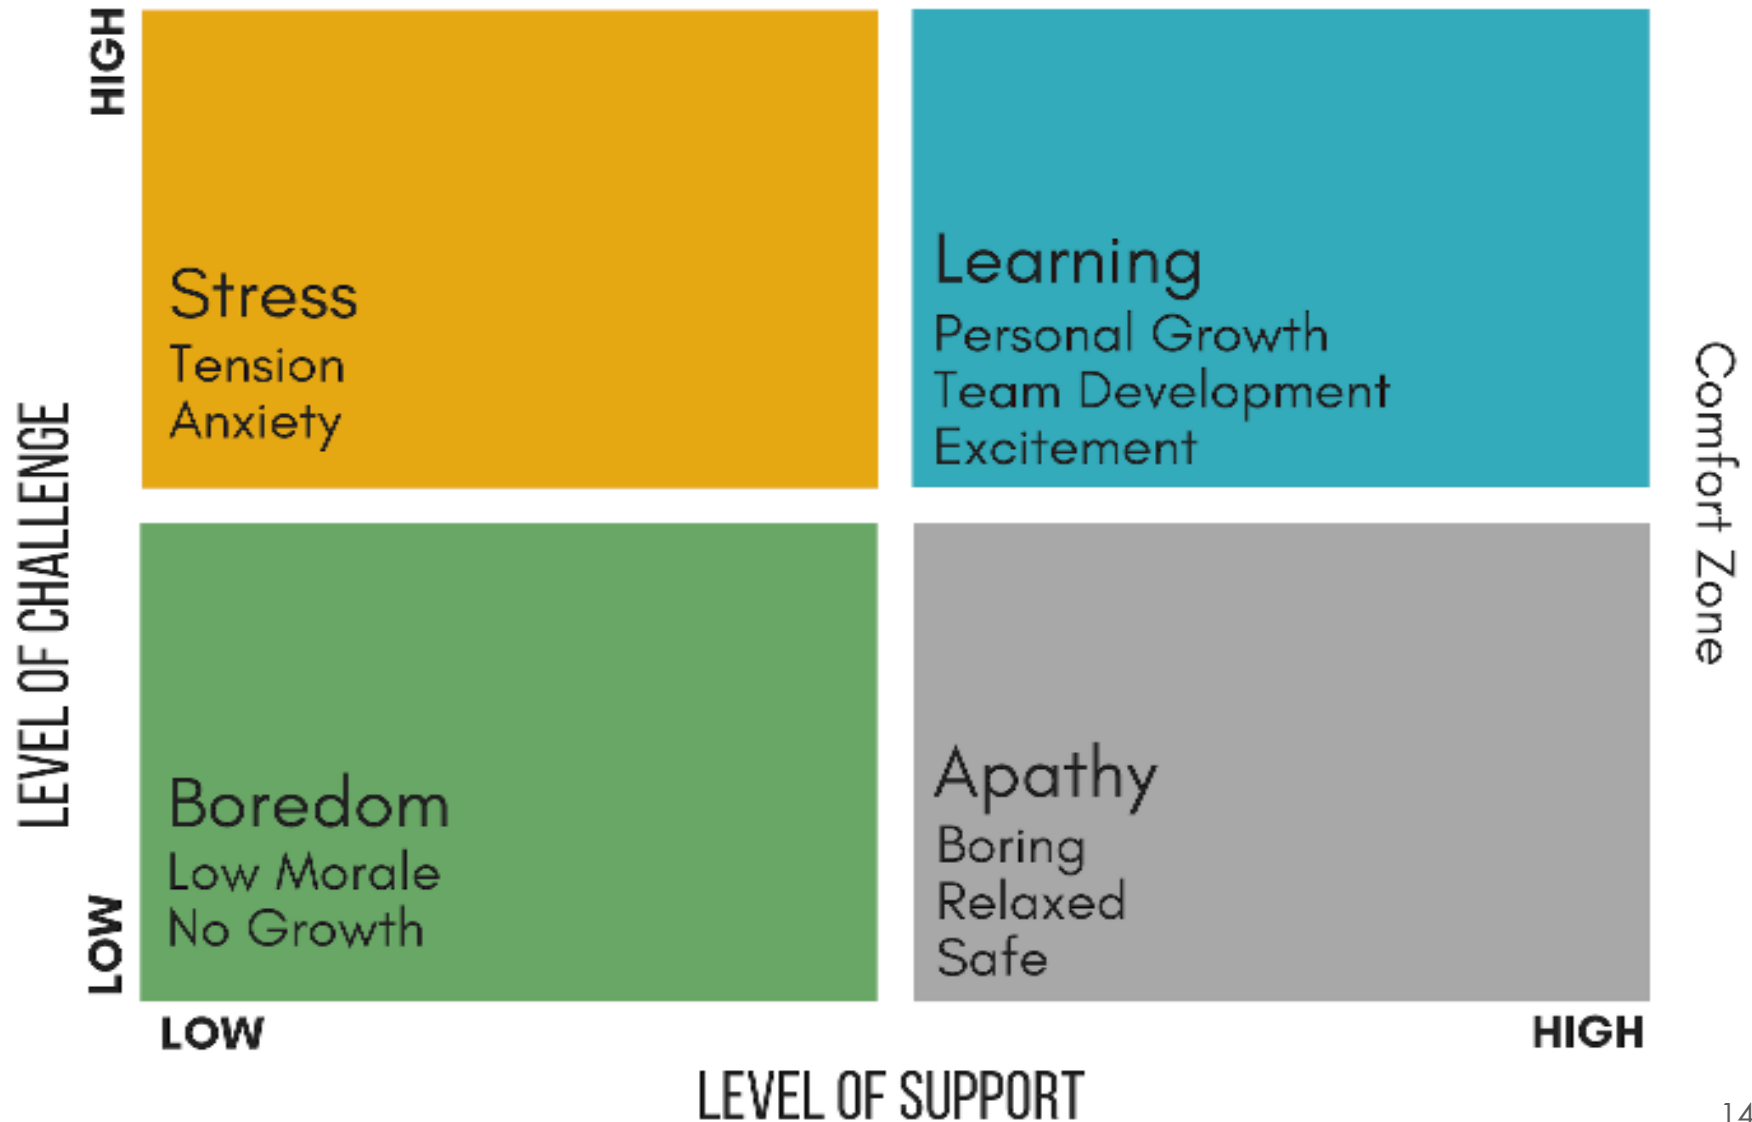 HIGH
Stress
Tension
Anxiety
Learning
Personal Growth
Team Development
Excitement
LEVEL OF CHALLENGE
Comfort Zone
Boredom
Low Morale
No Growth
Apathy
Boring
Relaxed
Safe
LOW
LOW
HIGH
LEVEL OF SUPPORT
14